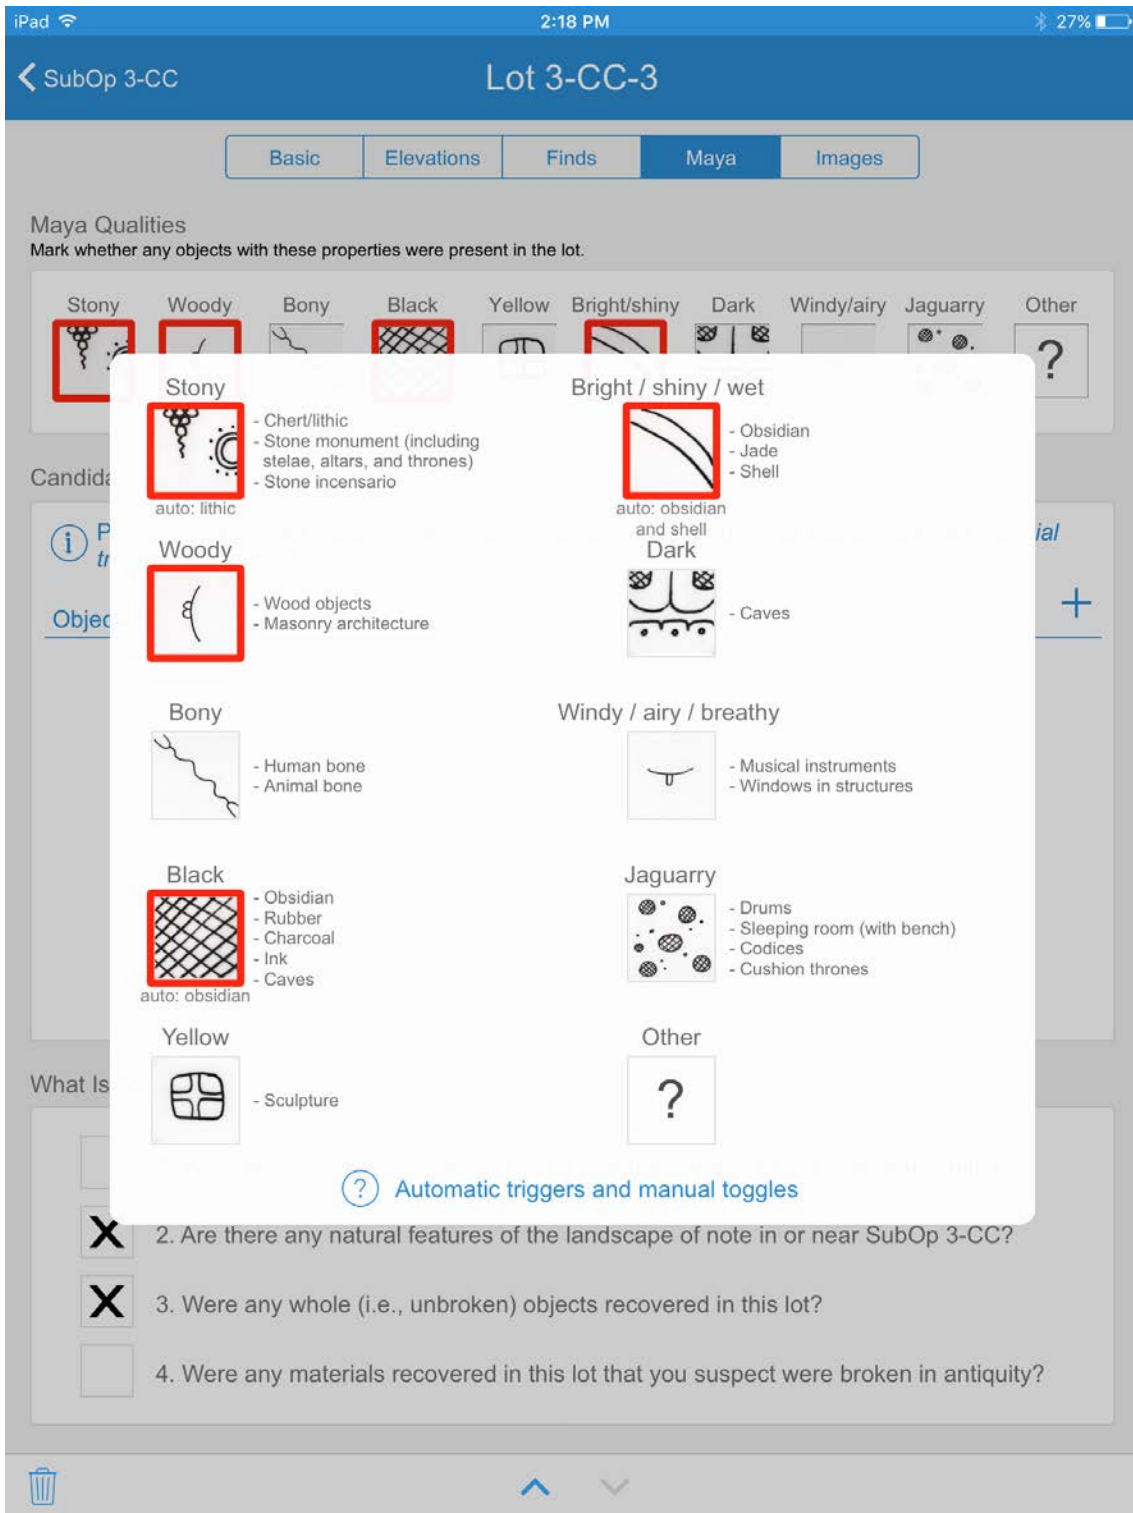 iPad
2:18 PM
27%
SubOp 3-CC
Lot 3-CC-3
Basic
Elevations
Finds
Maya
Images
Maya Qualities
Mark whether any objects with these properties were present in the lot.
Stony
Woody
Bony
Black
Yellow
Bright/shiny
Dark
Windy/airy
Jaguarry
Other
?
Stony
- Chert/lithic
- Stone monument (including
stelae, altars, and thrones)
- Stone incensario
auto: lithic
Bright / shiny / wet
- Obsidian
- Jade
- Shell
auto: obsidian
and shell
Woody
- Wood objects
- Masonry architecture
Dark
- Caves
Bony
- Human bone
- Animal bone
Windy / airy / breathy
- Musical instruments
- Windows in structures
Black
- Obsidian
- Rubber
- Charcoal
- Ink
- Caves
auto: obsidian
Jaguarry
- Drums
- Sleeping room (with bench)
- Codices
- Cushion thrones
Yellow
- Sculpture
Other
?
? Automatic triggers and manual toggles
Candida
i P
tr
ial
Objec
+
What Is
X 2. Are there any natural features of the landscape of note in or near SubOp 3-CC?
X 3. Were any whole (i.e., unbroken) objects recovered in this lot?
4. Were any materials recovered in this lot that you suspect were broken in antiquity?